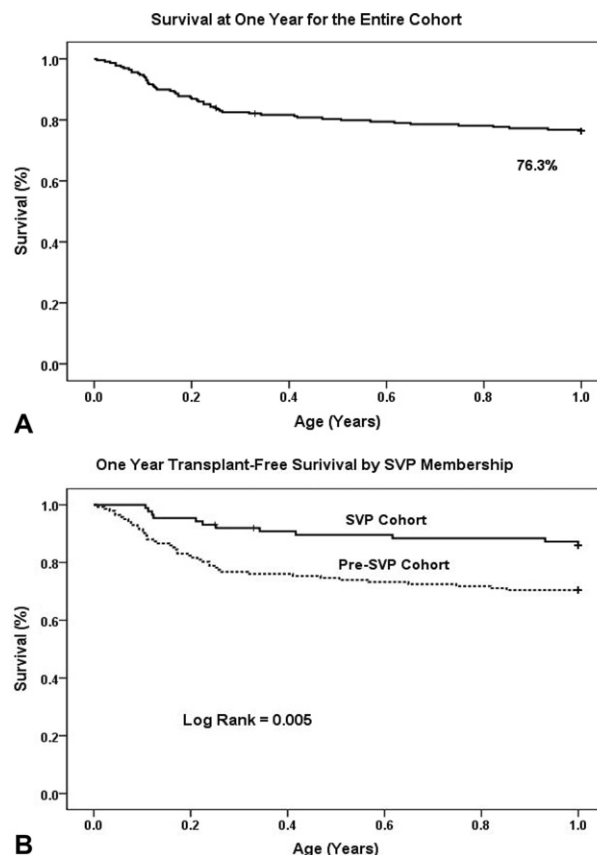 Survival at One Year for the Entire Cohort
1.0
0.8
0.6
0.4
0.2
0.0
Survival (%)
76.3%
0.0 0.2 0.4 0.6 0.8 1.0
Age (Years)
A
One Year Transplant-Free Surivival by SVP Membership
1.0
0.8
0.6
0.4
0.2
0.0
Survival (%)
SVP Cohort
Pre-SVP Cohort
Log Rank = 0.005
0.0 0.2 0.4 0.6 0.8 1.0
Age (Years)
B